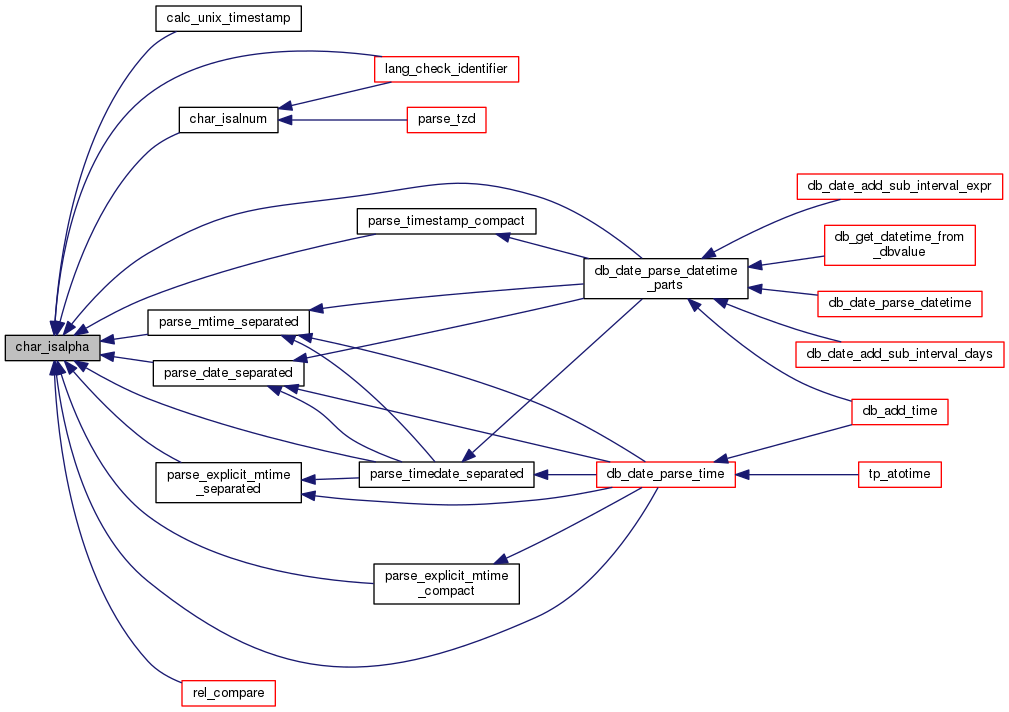 calc_unix_timestamp
lang_check_identifier
char_isalnum
parse_tzd
db_date_add_sub_interval_expr
parse_timestamp_compact
db_get_datetime_from
_dbvalue
db_date_parse_datetime
_parts
db_date_parse_datetime
parse_mtime_separated
char_isalpha
db_date_add_sub_interval_days
parse_date_separated
db_add_time
parse_explicit_mtime
_separated
parse_timedate_separated
db_date_parse_time
tp_atotime
parse_explicit_mtime
_compact
rel_compare